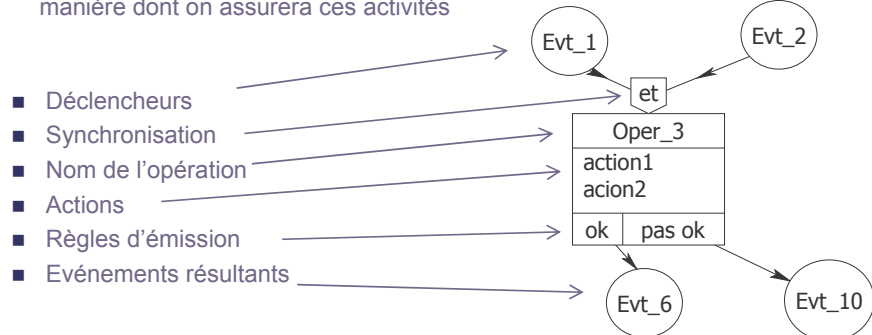 manière dont on assurera ces activités
Evt_1
Evt_2
et
Déclencheurs
Synchronisation
Nom de l'opération
Actions
Règles d'émission
Evénements résultants
Oper_3
action1
acion2
ok
pas ok
Evt_6
Evt_10